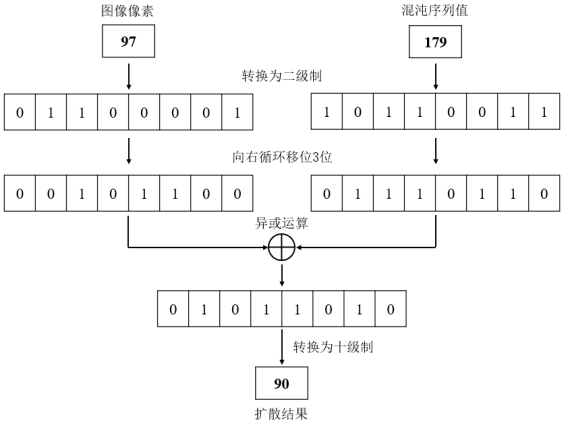 图像像素
混沌序列值
97
179
转换为二级制
0 1 1 0 0 0 0 1
1 0 1 1 0 0 1 1
向右循环移位3位
0 0 1 0 1 1 0 0
0 1 1 1 0 1 1 0
异或运算
0 1 0 1 1 0 1 0
转换为十级制
90
扩散结果